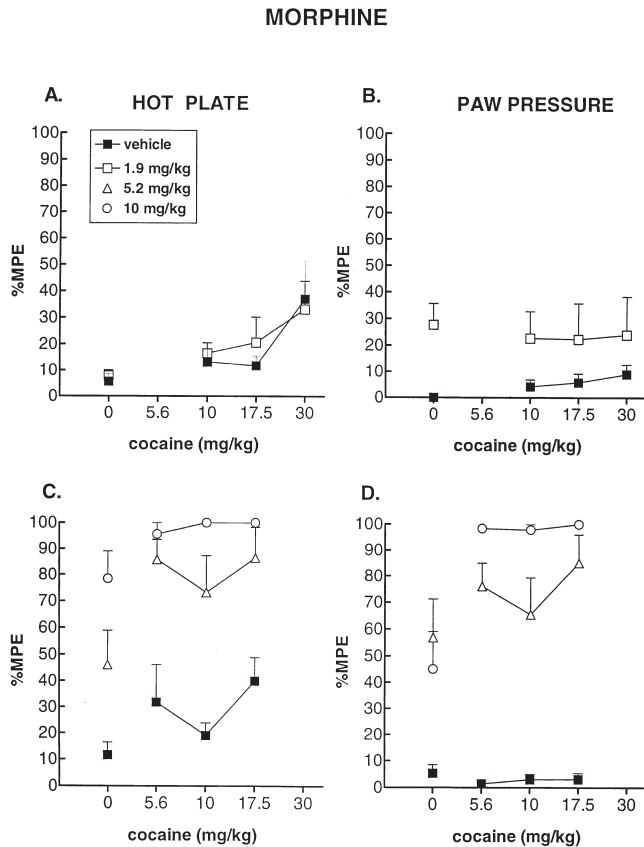 MORPHINE
A.
HOT PLATE
100
90
80
70
60
50
40
30
20
10
0
%MPE
vehicle
1.9 mg/kg
5.2 mg/kg
10 mg/kg
0 5.6 10 17.5 30
cocaine (mg/kg)
B.
PAW PRESSURE
100
90
80
70
60
50
40
30
20
10
0
%MPE
0 5.6 10 17.5 30
cocaine (mg/kg)
C.
100
90
80
70
60
50
40
30
20
10
0
%MPE
0 5.6 10 17.5 30
cocaine (mg/kg)
D.
100
90
80
70
60
50
40
30
20
10
0
%MPE
0 5.6 10 17.5 30
cocaine (mg/kg)